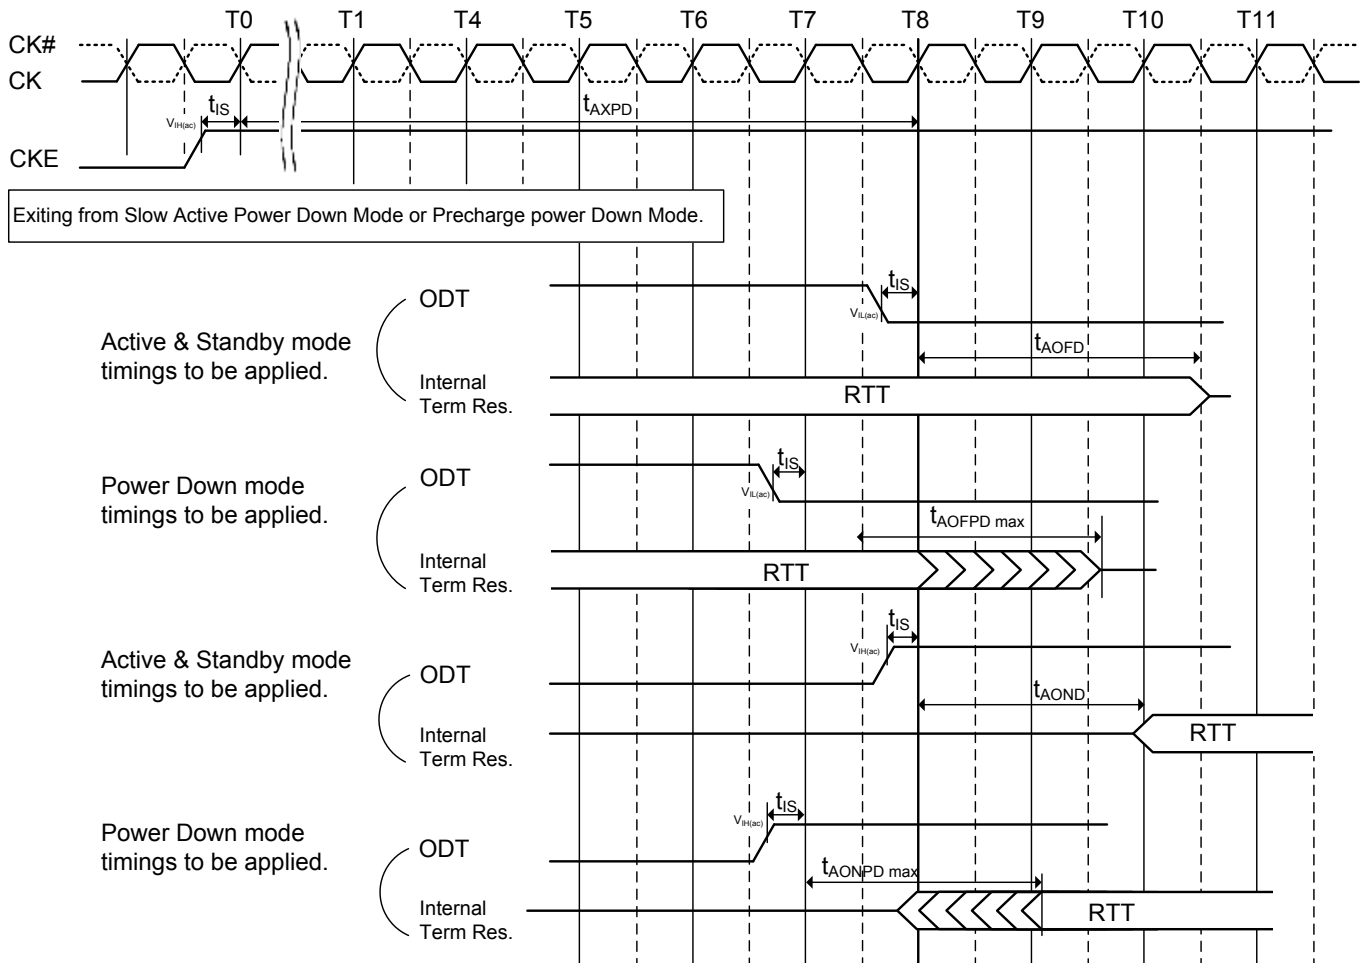 T0 T1 T4 T5 T6 T7 T8 T9 T10 T11
CK#
CK
tIS tAXPD
VIH(ac)
CKE
Exiting from Slow Active Power Down Mode or Precharge power Down Mode.
tIS
ODT
VIL(ac)
Active & Standby mode
timings to be applied.
tAOFD
Internal
Term Res.
RTT
tIS
ODT
VIL(ac)
Power Down mode
timings to be applied.
tAOFPD max
Internal
Term Res.
RTT
tIS
VIH(ac)
Active & Standby mode
timings to be applied.
ODT
tAOND
Internal
Term Res.
RTT
tIS
VIH(ac)
Power Down mode
timings to be applied.
ODT
tAONPD max
Internal
Term Res.
RTT